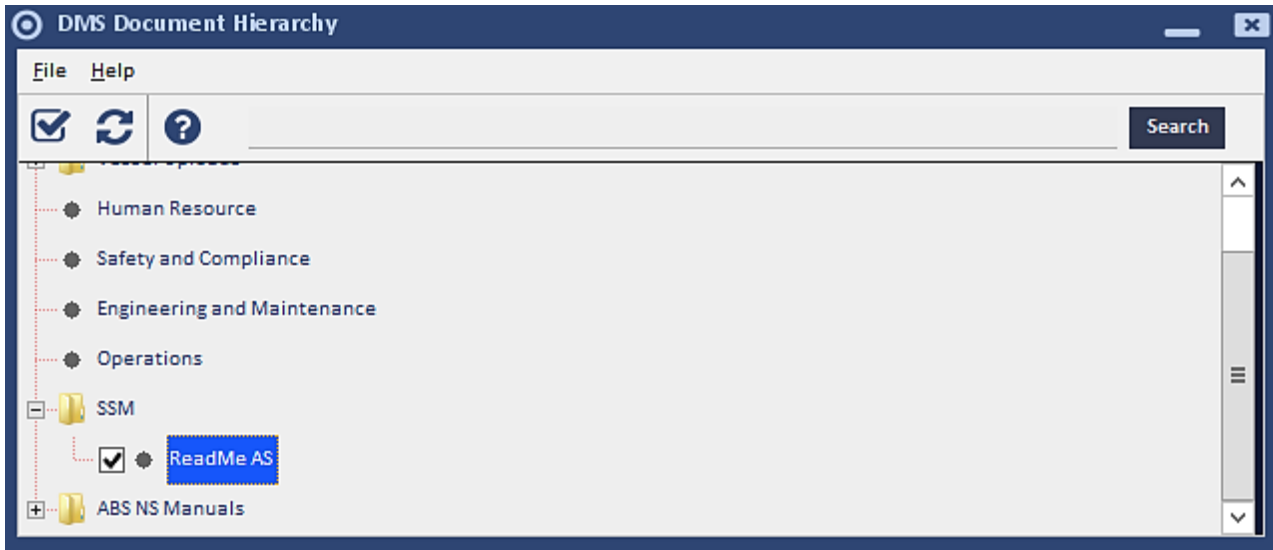 DMS Document Hierarchy
File Help
Search
Human Resource
Safety and Compliance
Engineering and Maintenance
Operations
SSM
ReadMe AS
ABS NS Manuals